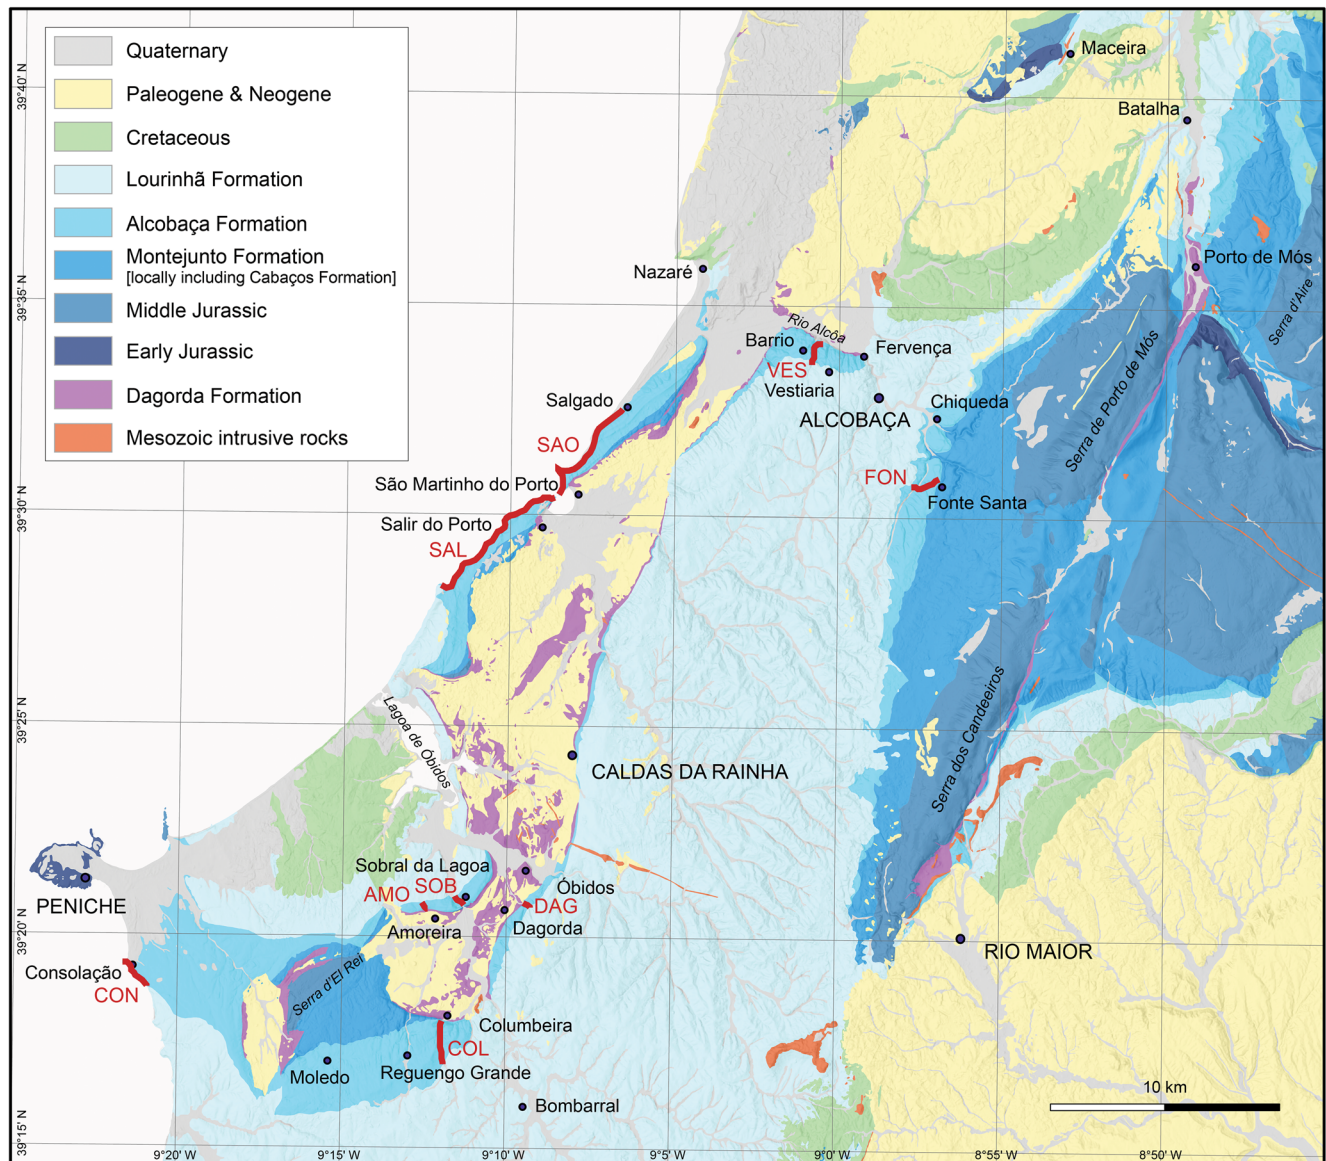 Quaternary
Paleogene & Neogene
Cretaceous
Lourinhã Formation
Alcobaça Formation
Montejunto Formation
[locally including Cabaços Formation]
Middle Jurassic
Early Jurassic
Dagorda Formation
Mesozoic intrusive rocks
39°40' N
39°35' N
39°30' N
39°25' N
39°20' N
39°15' N
Maceira
Batalha
Nazaré
Porto de Mós
Serra d'Aire
Rio Alcôa
Barrio
Fervença
VES
Vestiaria
Serra de Porto de Mós
Salgado
ALCOBAÇA
Chiqueda
SAO
São Martinho do Porto
FON
Fonte Santa
Salir do Porto
SAL
Lagoa de Óbidos
Serra dos Candeeiros
CALDAS DA RAINHA
Sobral da Lagoa
PENICHE
AMO
SOB
Óbidos
DAG
Amoreira
Dagorda
RIO MAIOR
Consolação
CON
Serra d'El Rei
Columbeira
COL
Moledo
Reguengo Grande
Bombarral
10 km
9°20' W
9°15' W
9°10' W
9°5' W
9°0' W
8°55' W
8°50' W